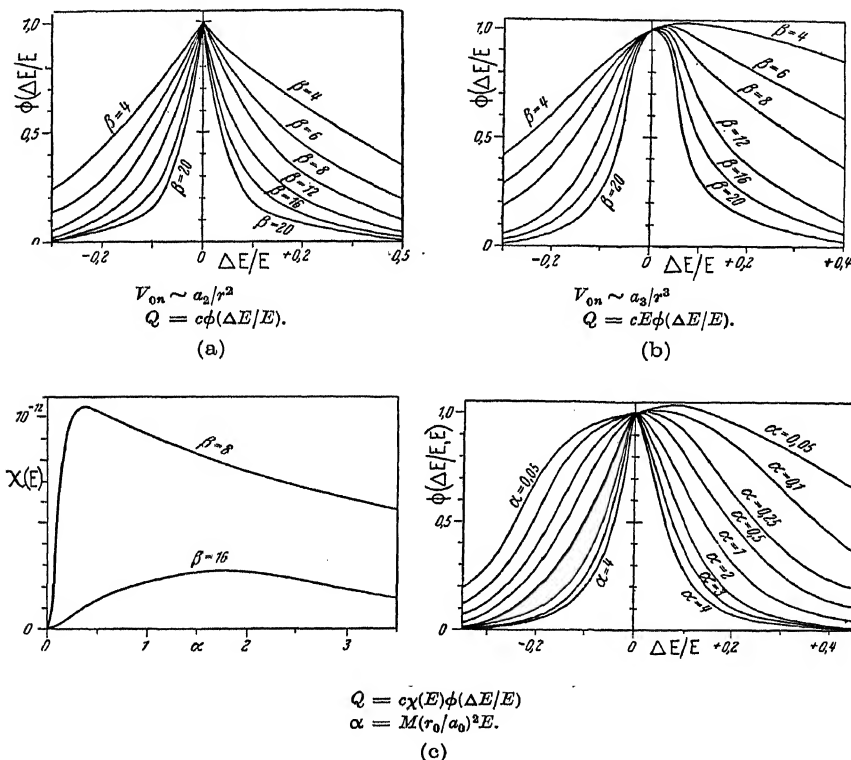 1,0
ϕ(ΔE/E
0,5
0
β=4
β=20
β=4
β=6
β=8
β=12
β=16
β=20
-0,2
0
ΔE/E
+0,2
+0,5
V₀ₙ ∼ a₂/r²
Q = cϕ(ΔE/E).
(a)
1,0
ϕ(ΔE/E)
0,5
0
β=4
β=20
β=4
β=6
β=8
β=12
β=16
β=20
-0,2
0
ΔE/E
+0,2
+0,4
V₀ₙ ∼ a₃/r³
Q = cEϕ(ΔE/E).
(b)
10⁻¹²
χ(E)
0
β=8
β=16
0
1
α
2
3
1,0
ϕ(ΔE/E,E)
0,5
0
α=0,05
α=4
α=0,05
α=0,1
α=0,25
α=0,5
α=1
α=2
α=3
α=4
-0,2
0
ΔE/E
+0,2
+0,4
Q = cχ(E)ϕ(ΔE/E)
α = M(r₀/a₀)²E.
(c)